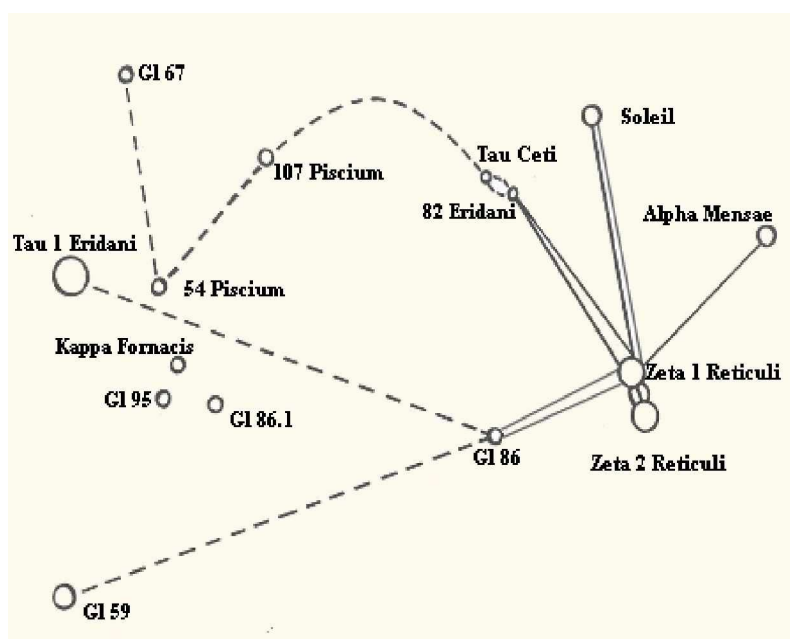 Gl 67
Soleil
Tau Ceti
107 Piscium
82 Eridani
Alpha Mensae
Tau 1 Eridani
54 Piscium
Kappa Fornacis
Zeta 1 Reticuli
Gl 95
Gl 86.1
Gl 86
Zeta 2 Reticuli
Gl 59